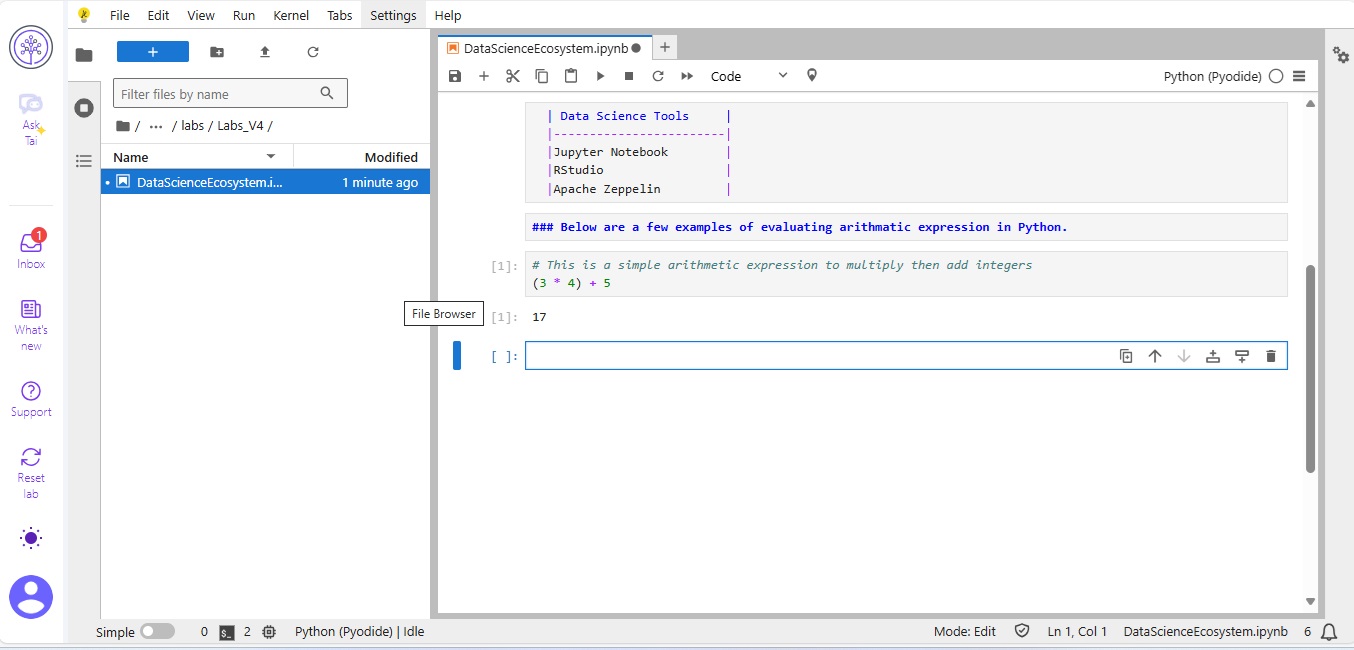 File Edit View Run Kernel Tabs Settings Help
Ask
Tai
1
Inbox
What's
new
Support
Reset
lab
+
Filter files by name
/ ··· / labs / Labs_V4 /
Name Modified
• DataScienceEcosystem.i... 1 minute ago
File Browser
DataScienceEcosystem.ipynb
Code
Python (Pyodide)
| Data Science Tools |
|------------------------|
|Jupyter Notebook |
|RStudio |
|Apache Zeppelin |
### Below are a few examples of evaluating arithmatic expression in Python.
[1]: # This is a simple arithmetic expression to multiply then add integers
(3 * 4) + 5
[1]: 17
[ ]:
Simple 0 $_ 2 Python (Pyodide) | Idle Mode: Edit Ln 1, Col 1 DataScienceEcosystem.ipynb 6